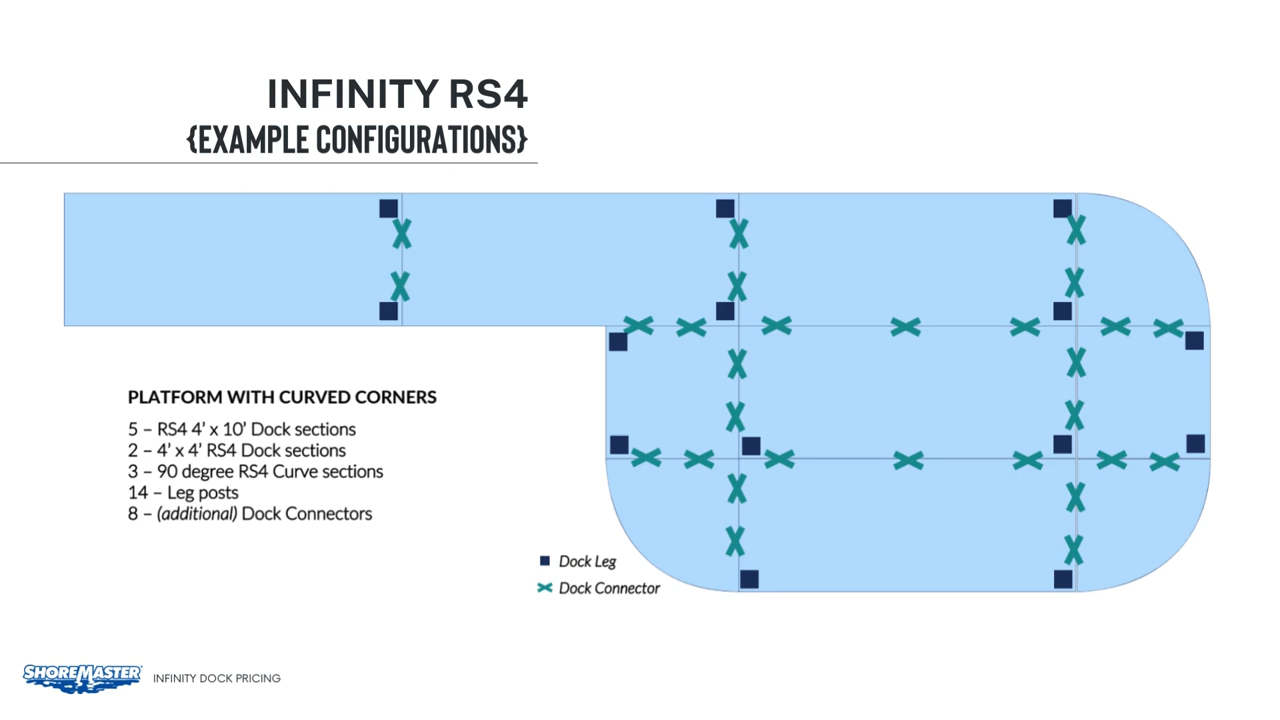 INFINITY RS4
{EXAMPLE CONFIGURATIONS}
PLATFORM WITH CURVED CORNERS
5 – RS4 4’ x 10’ Dock sections
2 – 4’ x 4’ RS4 Dock sections
3 – 90 degree RS4 Curve sections
14 – Leg posts
8 – (additional) Dock Connectors
Dock Leg
Dock Connector
SHOREMASTER
INFINITY DOCK PRICING